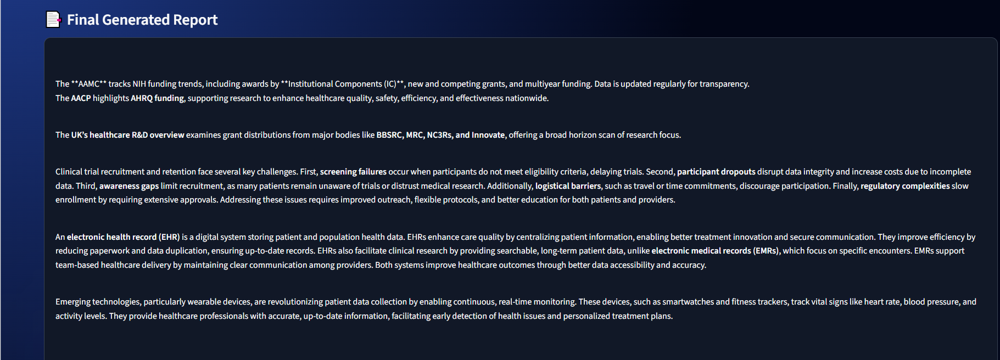 Final Generated Report
The **AAMC** tracks NIH funding trends, including awards by **Institutional Components (IC)**, new and competing grants, and multiyear funding. Data is updated regularly for transparency.
The AACP highlights AHRQ funding, supporting research to enhance healthcare quality, safety, efficiency, and effectiveness nationwide.
The UK’s healthcare R&D overview examines grant distributions from major bodies like BBSRC, MRC, NC3Rs, and Innovate, offering a broad horizon scan of research focus.
Clinical trial recruitment and retention face several key challenges. First, screening failures occur when participants do not meet eligibility criteria, delaying trials. Second, participant dropouts disrupt data integrity and increase costs due to incomplete
data. Third, awareness gaps limit recruitment, as many patients remain unaware of trials or distrust medical research. Additionally, logistical barriers, such as travel or time commitments, discourage participation. Finally, regulatory complexities slow
enrollment by requiring extensive approvals. Addressing these issues requires improved outreach, flexible protocols, and better education for both patients and providers.
An electronic health record (EHR) is a digital system storing patient and population health data. EHRs enhance care quality by centralizing patient information, enabling better treatment innovation and secure communication. They improve efficiency by
reducing paperwork and data duplication, ensuring up-to-date records. EHRs also facilitate clinical research by providing searchable, long-term patient data, unlike electronic medical records (EMRs), which focus on specific encounters. EMRs support
team-based healthcare delivery by maintaining clear communication among providers. Both systems improve healthcare outcomes through better data accessibility and accuracy.
Emerging technologies, particularly wearable devices, are revolutionizing patient data collection by enabling continuous, real-time monitoring. These devices, such as smartwatches and fitness trackers, track vital signs like heart rate, blood pressure, and
activity levels. They provide healthcare professionals with accurate, up-to-date information, facilitating early detection of health issues and personalized treatment plans.